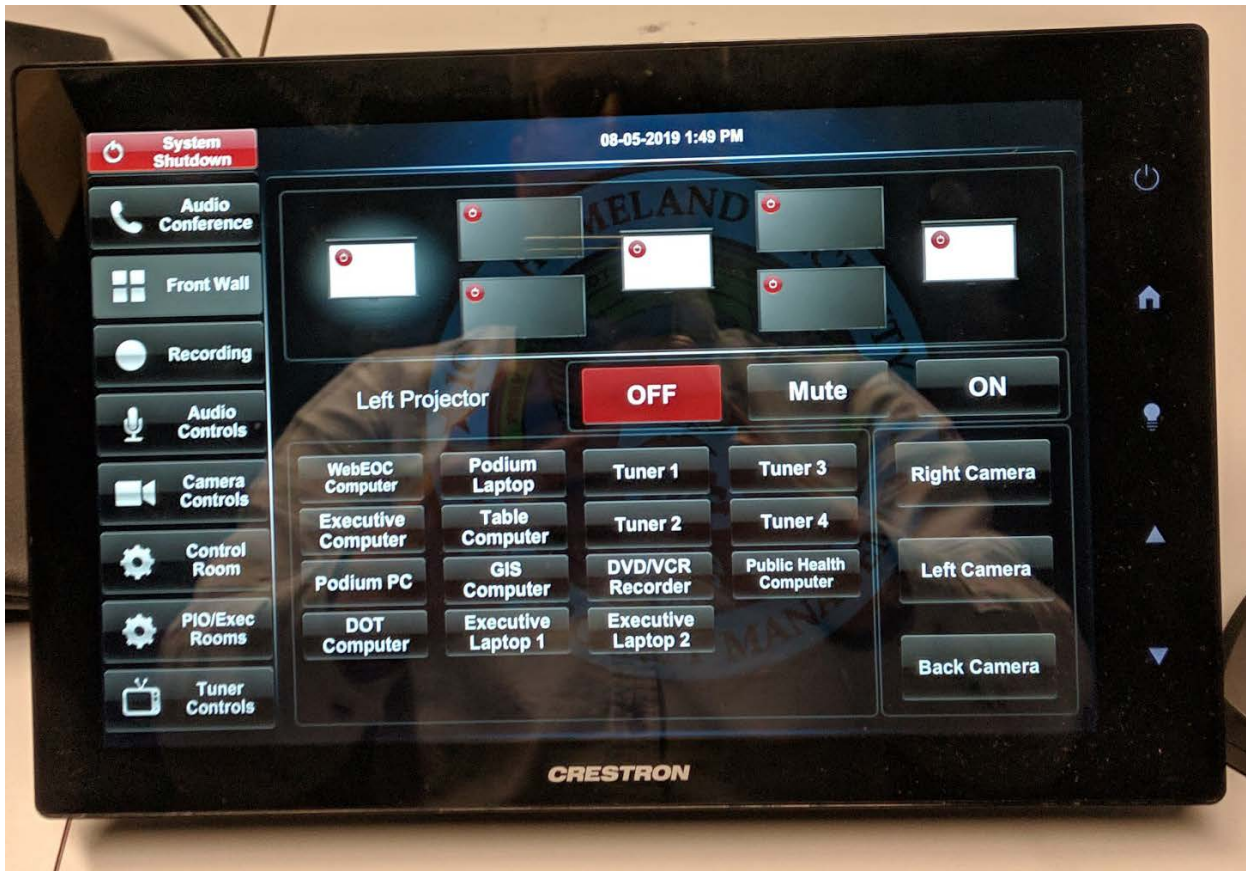 System
Shutdown
08-05-2019 1:49 PM
Audio
Conference
Front Wall
Recording
Audio
Controls
Camera
Controls
Control
Room
PIO/Exec
Rooms
Tuner
Controls
MELAND
Left Projector
OFF
Mute
ON
WebEOC
Computer
Podium
Laptop
Tuner 1
Tuner 3
Executive
Computer
Table
Computer
Tuner 2
Tuner 4
Podium PC
GIS
Computer
DVD/VCR
Recorder
Public Health
Computer
DOT
Computer
Executive
Laptop 1
Executive
Laptop 2
Right Camera
Left Camera
Back Camera
CRESTRON